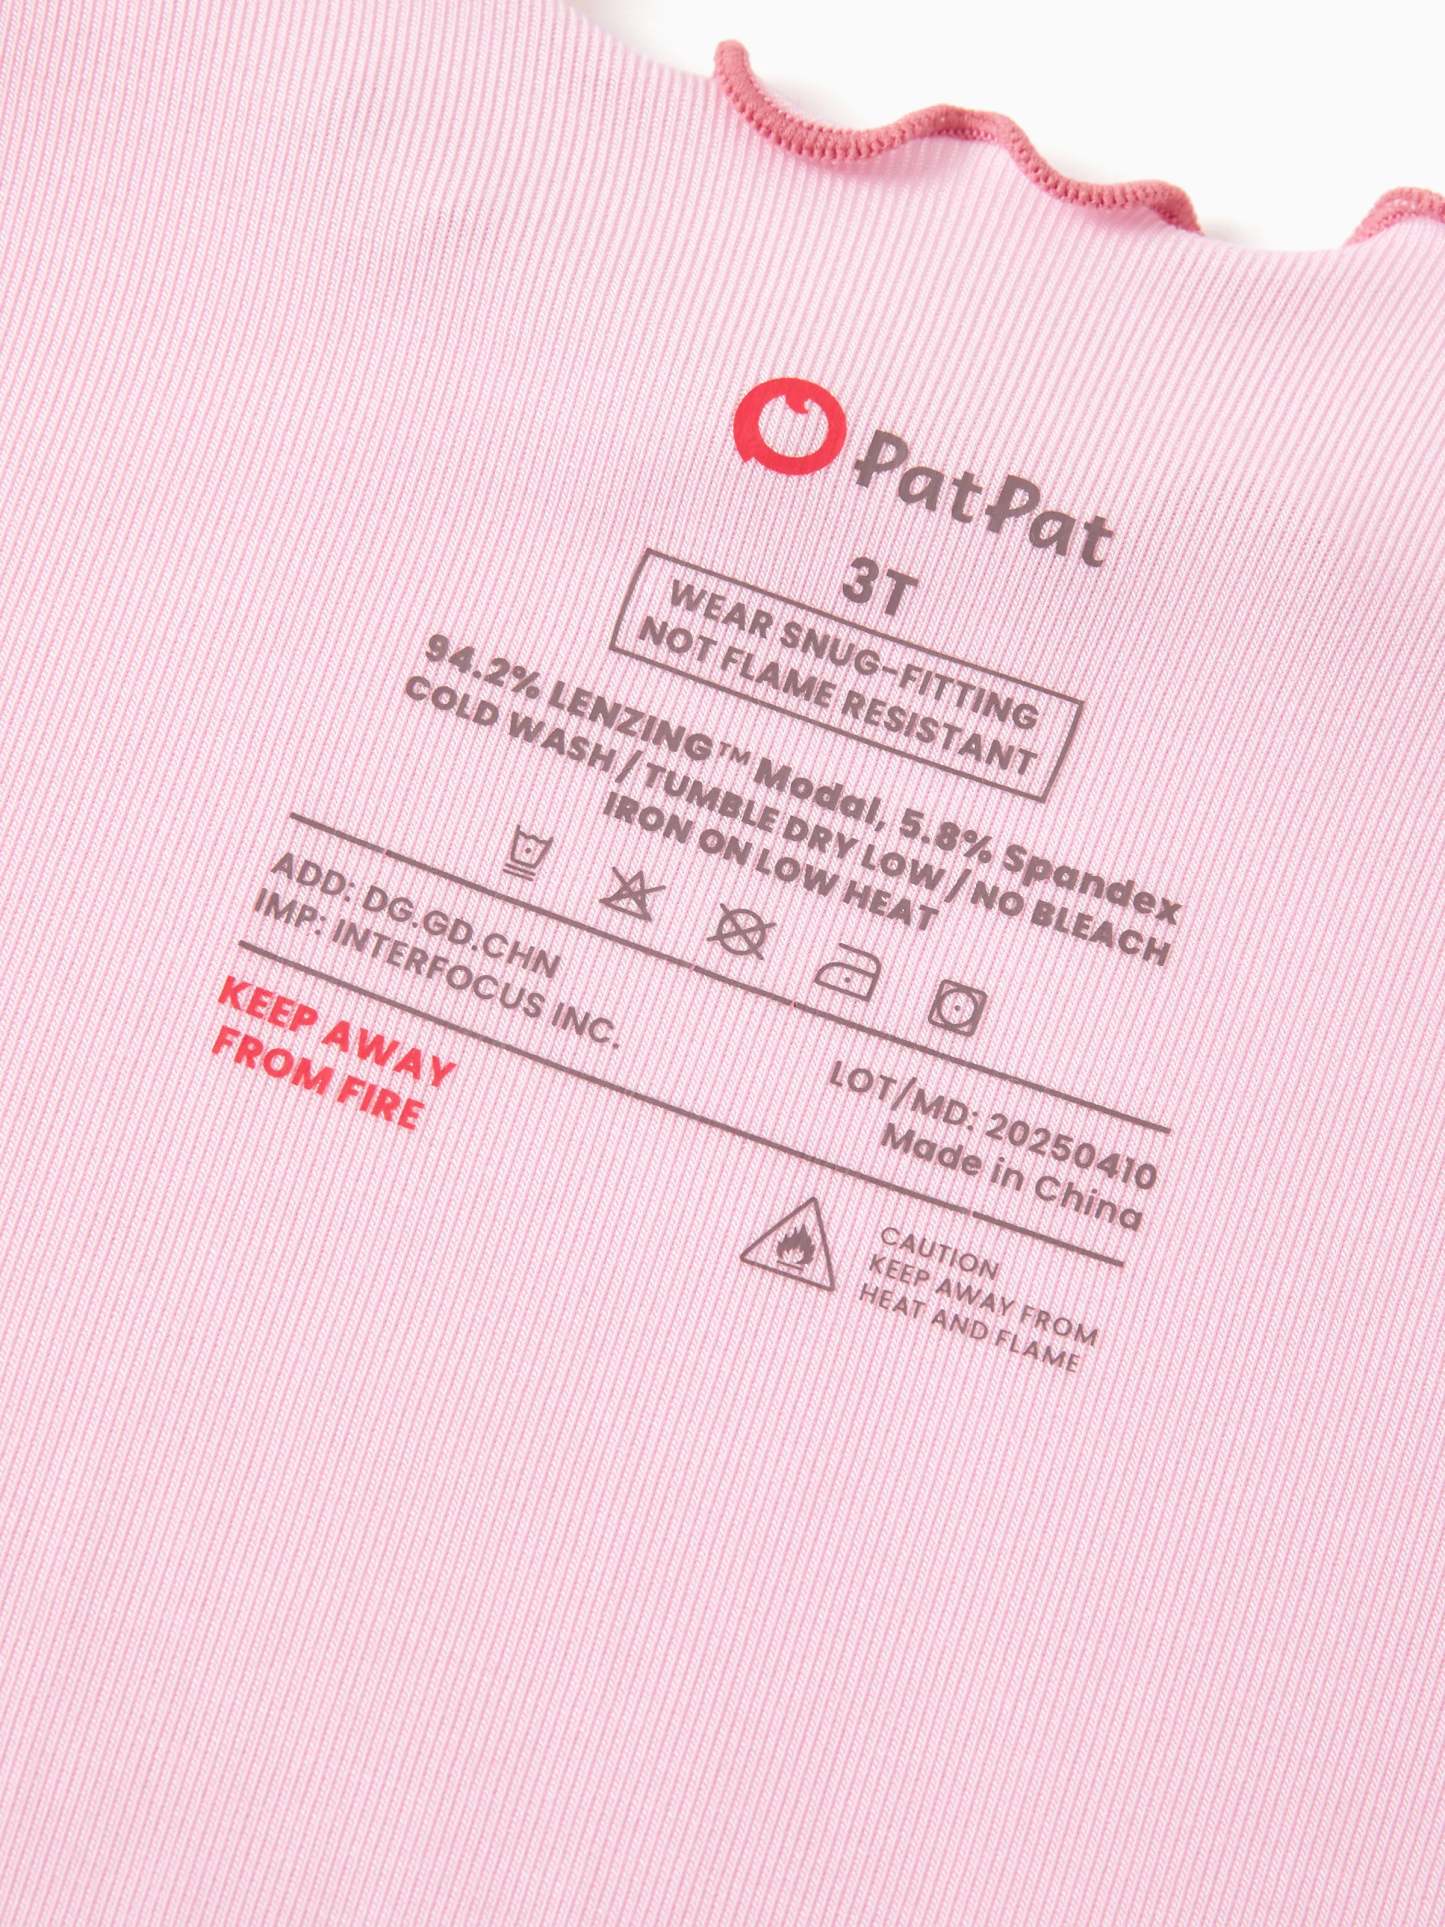 PatPat
3T
WEAR SNUG-FITTING
NOT FLAME RESISTANT
94.2% LENZING™ Modal, 5.8% Spandex
COLD WASH / TUMBLE DRY LOW / NO BLEACH
IRON ON LOW HEAT
ADD: DG.GD.CHN
IMP: INTERFOCUS INC.
LOT/MD: 20250410
Made in China
KEEP AWAY
FROM FIRE
CAUTION
KEEP AWAY FROM
HEAT AND FLAME